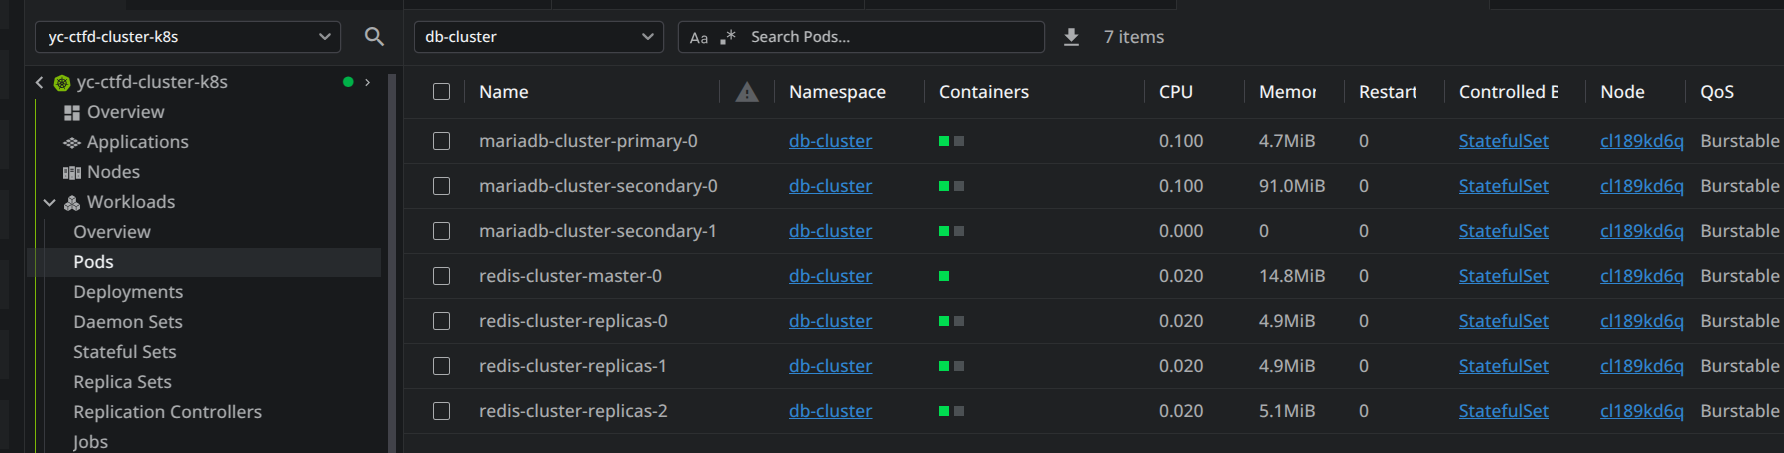 yc-ctfd-cluster-k8s
db-cluster
Aa .* Search Pods...
7 items
yc-ctfd-cluster-k8s
Overview
Applications
Nodes
Workloads
Overview
Pods
Deployments
Daemon Sets
Stateful Sets
Replica Sets
Replication Controllers
Jobs
Name Namespace Containers CPU Memor Restart Controlled B Node QoS
mariadb-cluster-primary-0 db-cluster 0.100 4.7MiB 0 StatefulSet cl189kd6q Burstable
mariadb-cluster-secondary-0 db-cluster 0.100 91.0MiB 0 StatefulSet cl189kd6q Burstable
mariadb-cluster-secondary-1 db-cluster 0.000 0 0 StatefulSet cl189kd6q Burstable
redis-cluster-master-0 db-cluster 0.020 14.8MiB 0 StatefulSet cl189kd6q Burstable
redis-cluster-replicas-0 db-cluster 0.020 4.9MiB 0 StatefulSet cl189kd6q Burstable
redis-cluster-replicas-1 db-cluster 0.020 4.9MiB 0 StatefulSet cl189kd6q Burstable
redis-cluster-replicas-2 db-cluster 0.020 5.1MiB 0 StatefulSet cl189kd6q Burstable